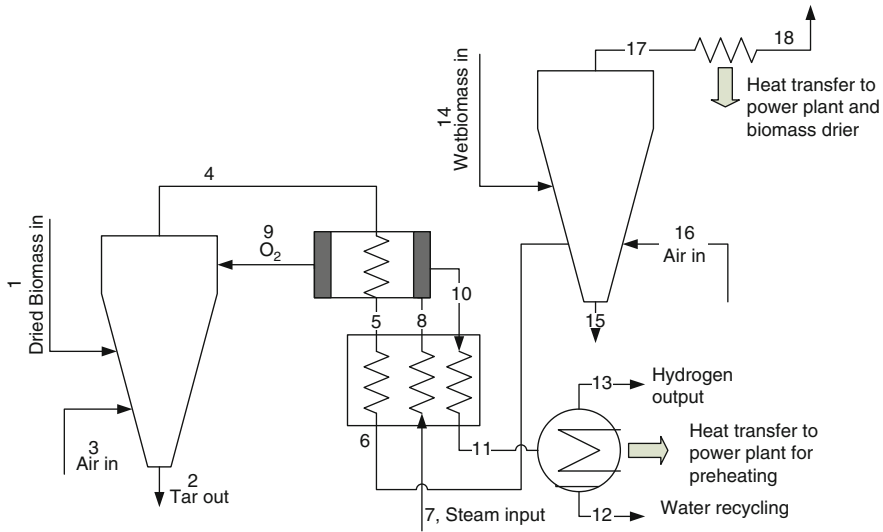 17
18
Heat transfer to
power plant and
biomass drier
14
Wetbiomass in
4
9
O2
16
Air in
1
Dried Biomass in
10
5
8
15
13
Hydrogen
output
3
Air in
6
11
Heat transfer to
power plant for
preheating
2
Tar out
7, Steam input
12
Water recycling